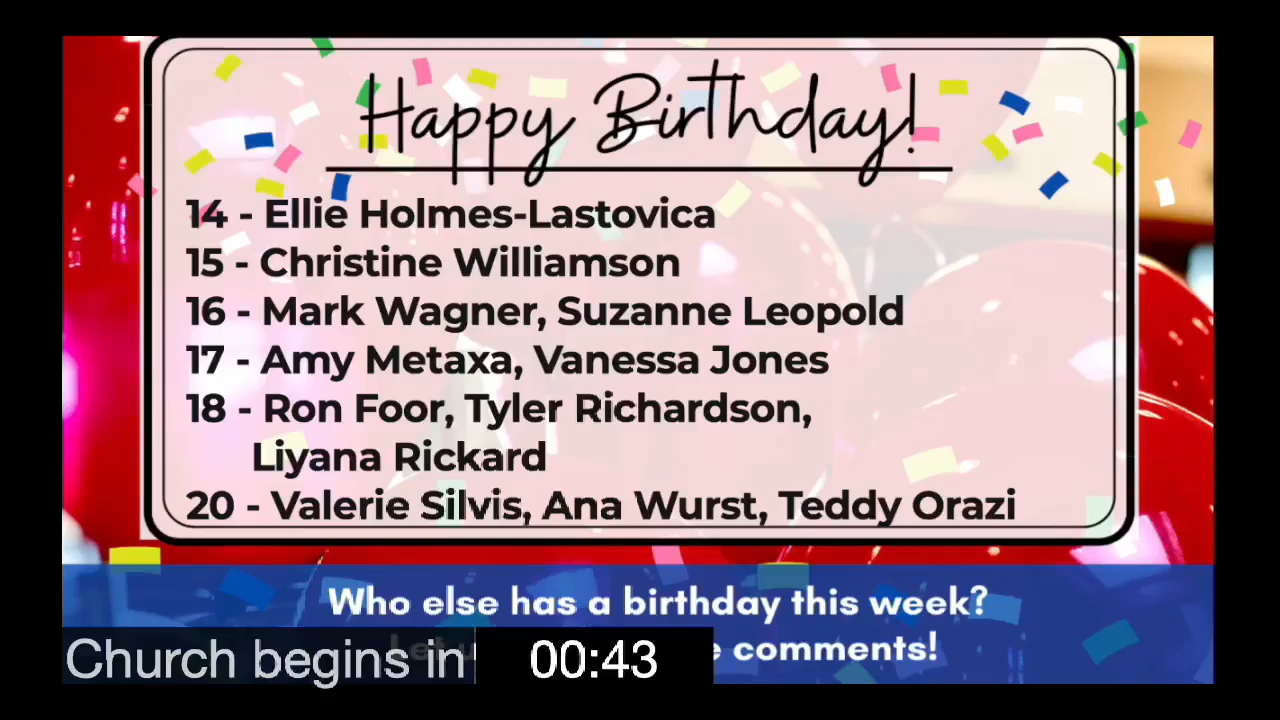 Happy Birthday!
14 - Ellie Holmes-Lastovica
15 - Christine Williamson
16 - Mark Wagner, Suzanne Leopold
17 - Amy Metaxa, Vanessa Jones
18 - Ron Foor, Tyler Richardson,
Liyana Rickard
20 - Valerie Silvis, Ana Wurst, Teddy Orazi
Who else has a birthday this week?
comments!
Church begins in 00:43